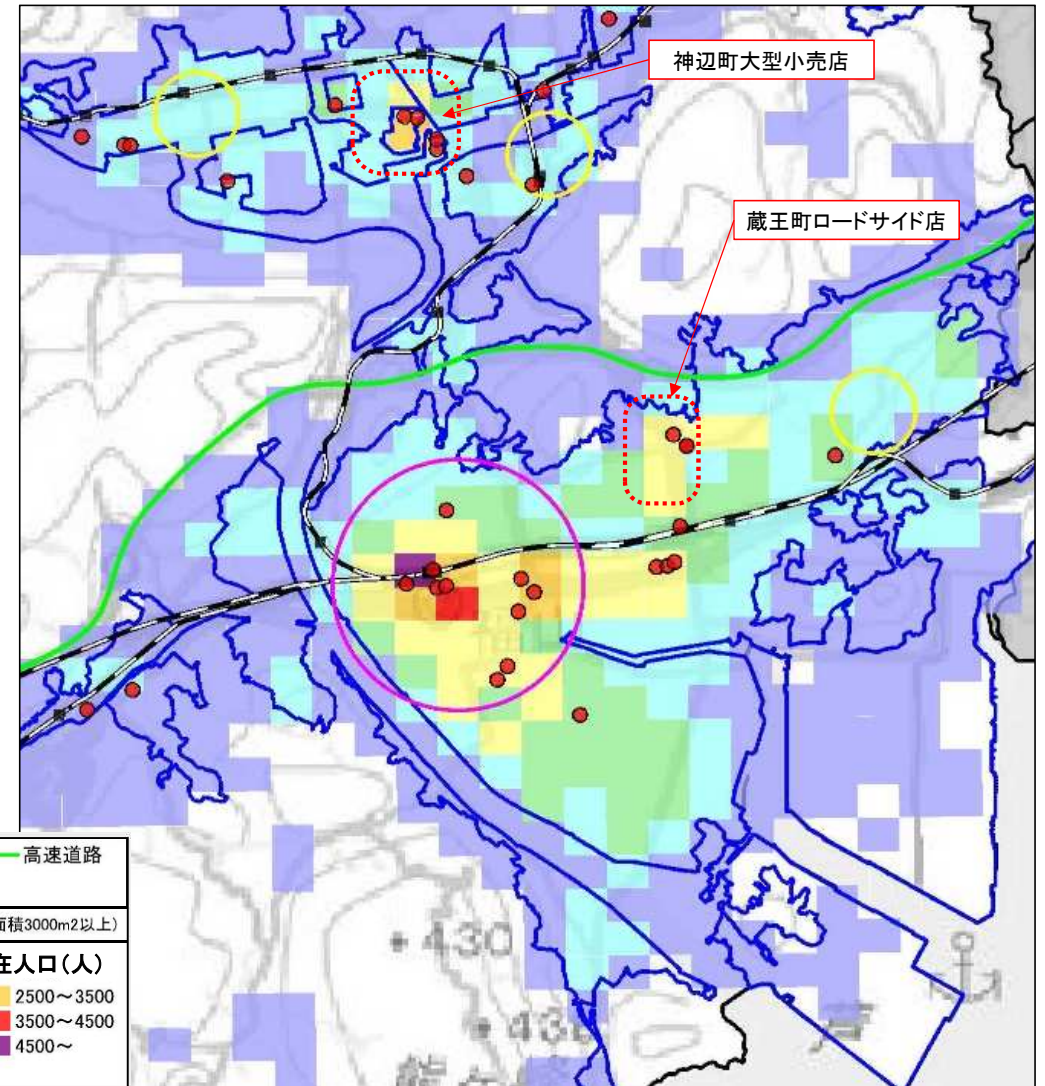 神辺町大型小売店
蔵王町ロードサイド店
高速道路
面積3000m2以上）
在人口(人)
2500～3500
3500～4500
4500～
430